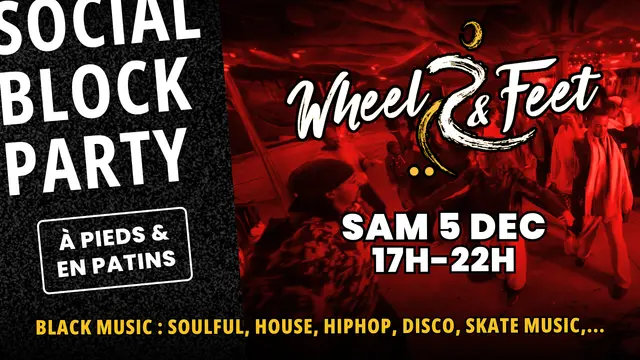 SOCIAL
BLOCK
PARTY
À PIEDS &
EN PATINS
Wheel & Feet
SAM 5 DEC
17H-22H
BLACK MUSIC : SOULFUL, HOUSE, HIPHOP, DISCO, SKATE MUSIC,...